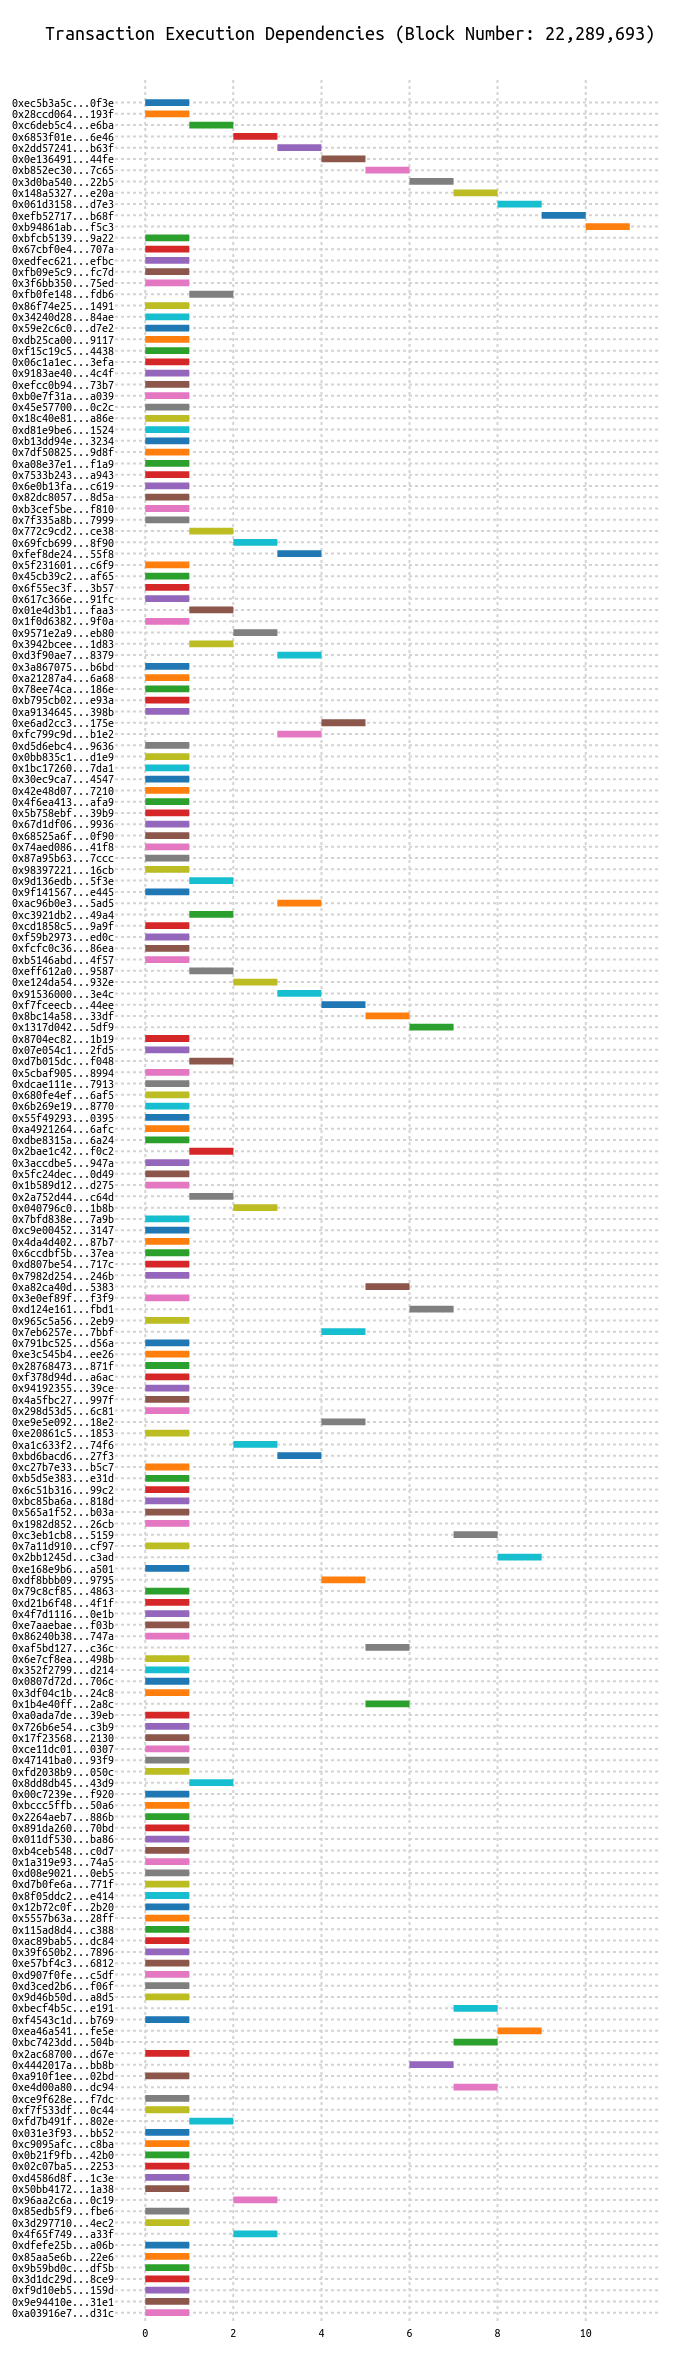 Transaction Execution Dependencies (Block Number: 22,289,693)
0xec5b3a5c...0f3e
0x28ccd064...193f
0xc6deb5c4...e6ba
0x6853f01e...6e46
0x2dd57241...b63f
0x0e136491...44fe
0xb852ec30...7c65
0x3d0ba540...22b5
0x148a5327...e20a
0x061d3158...d7e3
0xefb52717...b68f
0xb94861ab...f5c3
0xbfcb5139...9a22
0x67cbf0e4...707a
0xedfec621...efbc
0xfb09e5c9...fc7d
0x3f6bb350...75ed
0xfb0fe148...fdb6
0x86f74e25...1491
0x34240d28...84ae
0x59e2c6c0...d7e2
0xdb25ca00...9117
0xf15c19c5...4438
0x06c1a1ec...3efa
0x9183ae40...4c4f
0xefcc0b94...73b7
0xb0e7f31a...a039
0x45e57700...0c2c
0x18c40e81...a86e
0xd81e9be6...1524
0xb13dd94e...3234
0x7df50825...9d8f
0xa08e37e1...f1a9
0x7533b243...a943
0x6e0b13fa...c619
0x82dc8057...8d5a
0xb3cef5be...f810
0x7f335a8b...7999
0x772c9cd2...ce38
0x69fcb699...8f90
0xfef8de24...55f8
0x5f231601...c6f9
0x45cb39c2...af65
0x6f55ec3f...3b57
0x617c366e...91fc
0x01e4d3b1...faa3
0x1f0d6382...9f0a
0x9571e2a9...eb80
0x3942bcee...1d83
0xd3f90ae7...8379
0x3a867075...b6bd
0xa21287a4...6a68
0x78ee74ca...186e
0xb795cb02...e93a
0xa9134645...398b
0xe6ad2cc3...175e
0xfc799c9d...b1e2
0xd5d6ebc4...9636
0x0bb835c1...d1e9
0x1bc17260...7da1
0x30ec9ca7...4547
0x42e48d07...7210
0x4f6ea413...afa9
0x5b758ebf...39b9
0x67d1df06...9936
0x68525a6f...0f90
0x74aed086...41f8
0x87a95b63...7ccc
0x98397221...16cb
0x9d136edb...5f3e
0x9f141567...e445
0xac96b0e3...5ad5
0xc3921db2...49a4
0xcd1858c5...9a9f
0xf59b2973...ed0c
0xfcfc0c36...86ea
0xb5146abd...4f57
0xeff612a0...9587
0xe124da54...932e
0x91536000...3e4c
0xf7fceecb...44ee
0x8bc14a58...33df
0x1317d042...5df9
0x8704ec82...1b19
0x07e054c1...2fd5
0xd7b015dc...f048
0x5cbaf905...8994
0xdcae111e...7913
0x680fe4ef...6af5
0x6b269e19...8770
0x55f49293...0395
0xa4921264...6afc
0xdbe8315a...6a24
0x2bae1c42...f0c2
0x3accdbe5...947a
0x5fc24dec...0d49
0x1b589d12...d275
0x2a752d44...c64d
0x040796c0...1b8b
0x7bfd838e...7a9b
0xc9e00452...3147
0x4da4d402...87b7
0x6ccdbf5b...37ea
0xd807be54...717c
0x7982d254...246b
0xa82ca40d...5383
0x3e0ef89f...f3f9
0xd124e161...fbd1
0x965c5a56...2eb9
0x7eb6257e...7bbf
0x791bc525...d56a
0xe3c545b4...ee26
0x28768473...871f
0xf378d94d...a6ac
0x94192355...39ce
0x4a5fbc27...997f
0x298d53d5...6c81
0xe9e5e092...18e2
0xe20861c5...1853
0xa1c633f2...74f6
0xbd6bacd6...27f3
0xc27b7e33...b5c7
0xb5d5e383...e31d
0x6c51b316...99c2
0xbc85ba6a...818d
0x565a1f52...b03a
0x1982d852...26cb
0xc3eb1cb8...5159
0x7a11d910...cf97
0x2bb1245d...c3ad
0xe168e9b6...a501
0xdf8bbb09...9795
0x79c8cf85...4863
0xd21b6f48...4f1f
0x4f7d1116...0e1b
0xe7aaebae...f03b
0x86240b38...747a
0xaf5bd127...c36c
0x6e7cf8ea...498b
0x352f2799...d214
0x0807d72d...706c
0x3df04c1b...24c8
0x1b4e40ff...2a8c
0xa0ada7de...39eb
0x726b6e54...c3b9
0x17f23568...2130
0xce11dc01...0307
0x47141ba0...93f9
0xfd2038b9...050c
0x8dd8db45...43d9
0x00c7239e...f920
0xbccc5ffb...50a6
0x2264aeb7...886b
0x891da260...70bd
0x011df530...ba86
0xb4ceb548...c0d7
0x1a319e93...74a5
0xd08e9021...0eb5
0xd7b0fe6a...771f
0x8f05ddc2...e414
0x12b72c0f...2b20
0x5557b63a...28ff
0x115ad8d4...c388
0xac89bab5...dc84
0x39f650b2...7896
0xe57bf4c3...6812
0xd907f0fe...c5df
0xd3ced2b6...f06f
0x9d46b50d...a8d5
0xbecf4b5c...e191
0xf4543c1d...b769
0xea46a541...fe5e
0xbc7423dd...504b
0x2ac68700...d67e
0x4442017a...bb8b
0xa910f1ee...02bd
0xe4d00a80...dc94
0xce9f628e...f7dc
0xf7f533df...0c44
0xfd7b491f...802e
0x031e3f93...bb52
0xc9095afc...c8ba
0x0b21f9fb...42b0
0x02c07ba5...2253
0xd4586d8f...1c3e
0x50bb4172...1a38
0x96aa2c6a...0c19
0x85edb5f9...fbe6
0x3d297710...4ec2
0x4f65f749...a33f
0xdfefe25b...a06b
0x85aa5e6b...22e6
0x9b59bd0c...df5b
0x3d1dc29d...8ce9
0xf9d10eb5...159d
0x9e94410e...31e1
0xa03916e7...d31c
0 2 4 6 8 10